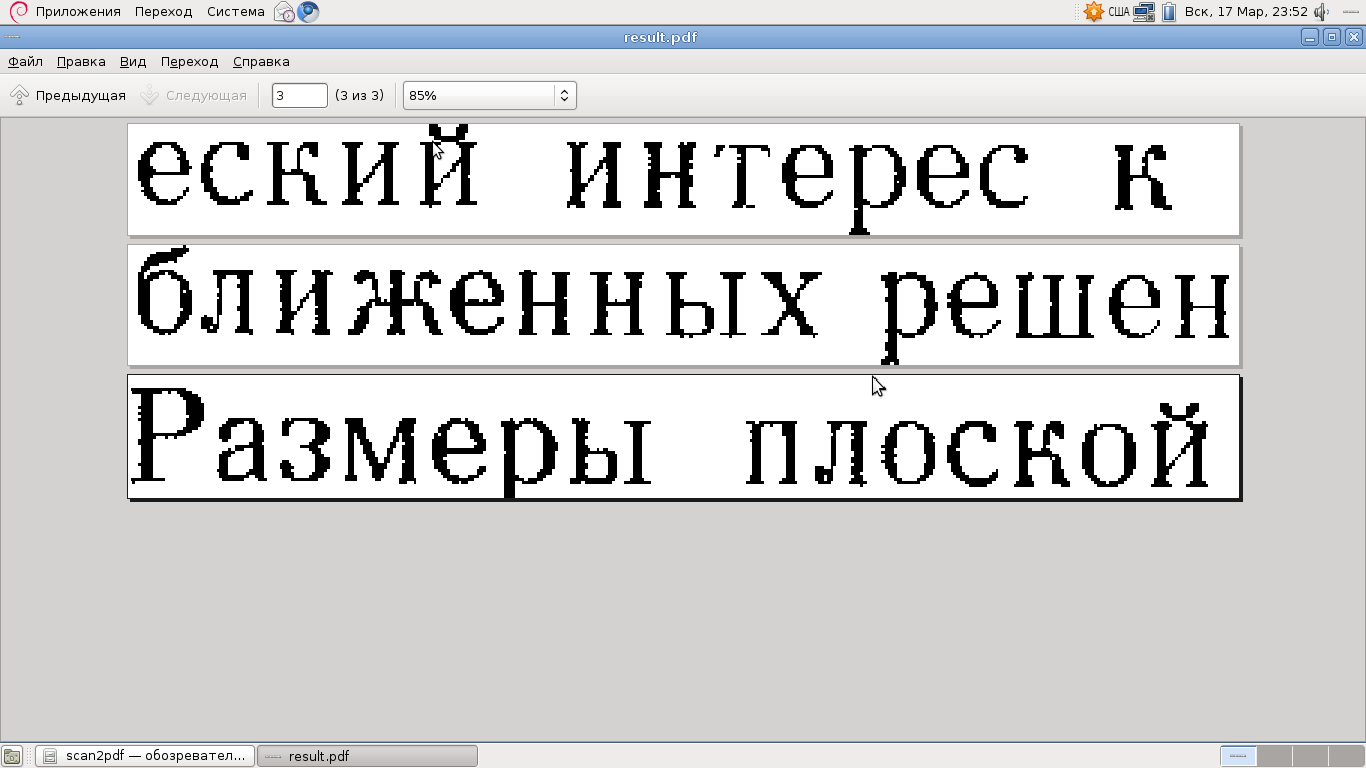 Приложения Переход Система США Вск, 17 Мар, 23:52
result.pdf
Файл Правка Вид Переход Справка
Предыдущая Следующая 3 (3 из 3) 85%
еский интерес к
ближенных решен
Размеры плоской
scan2pdf — обозревател... result.pdf